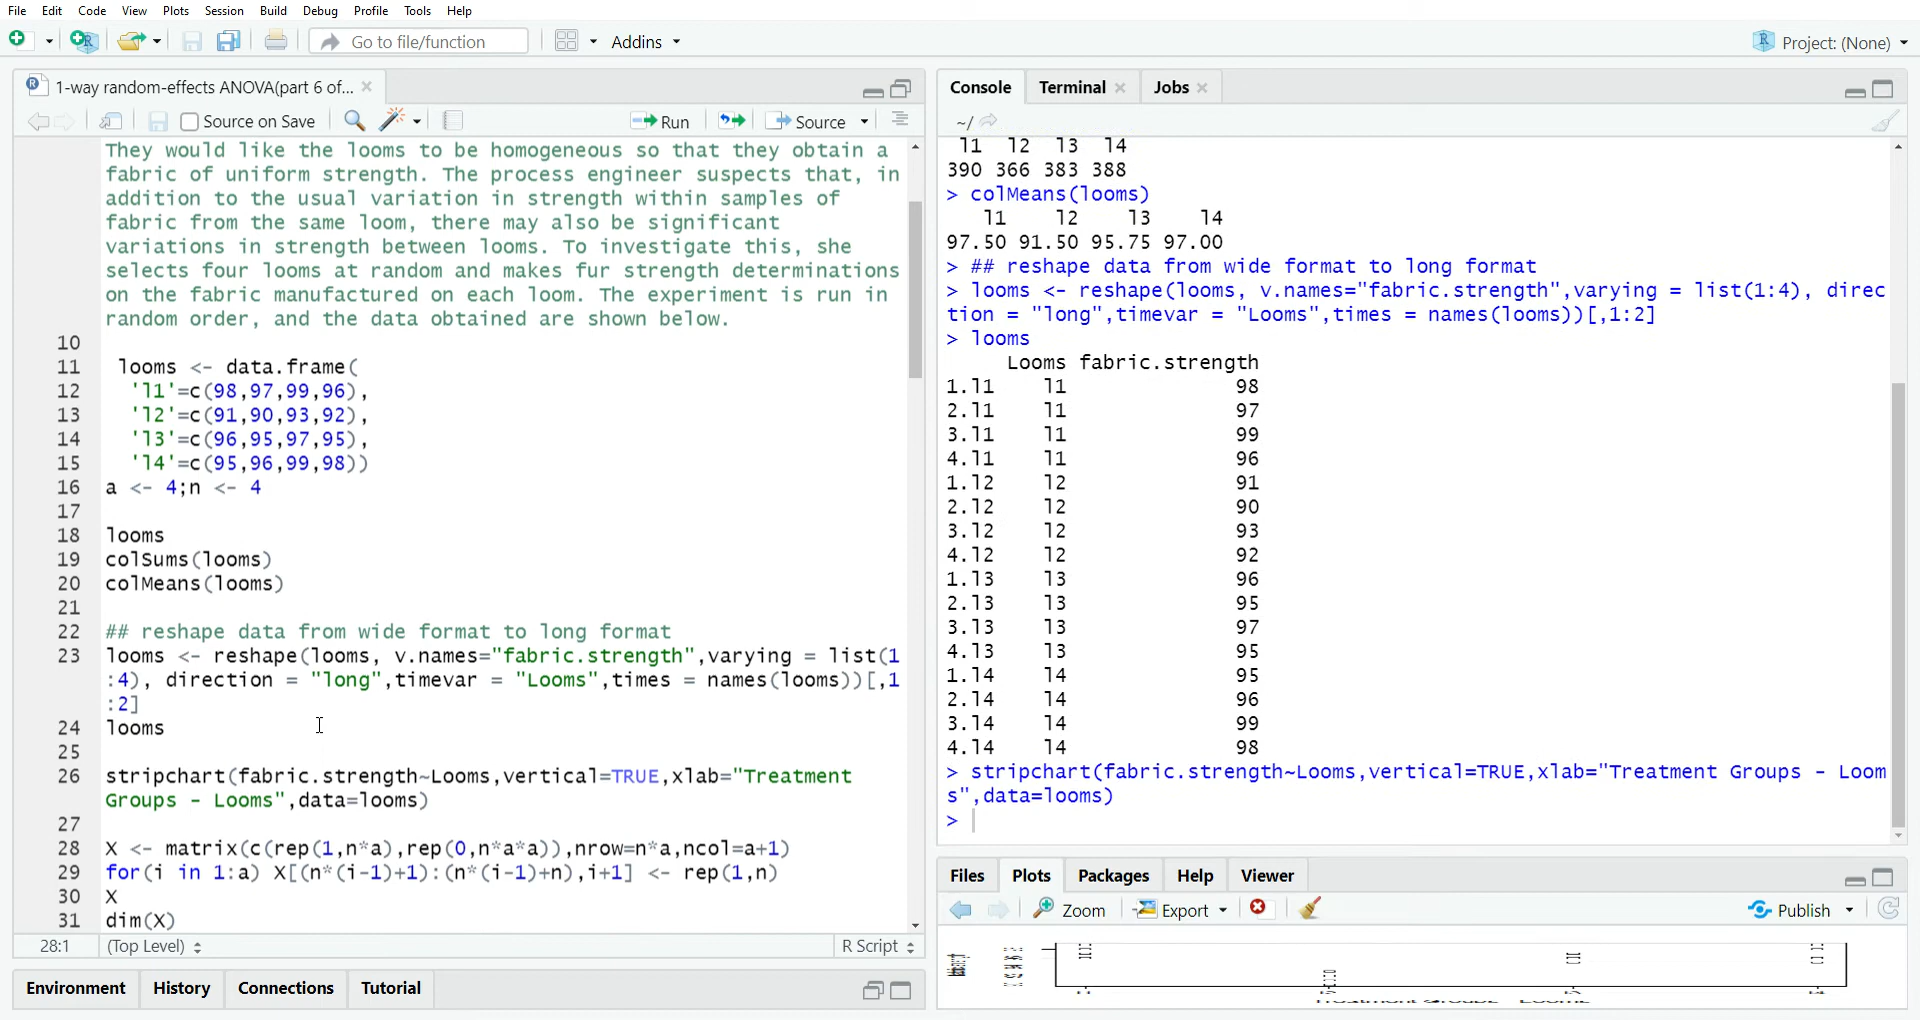 File Edit Code View Plots Session Build Debug Profile Tools Help
Go to file/function Addins Project: (None)
1-way random-effects ANOVA(part 6 of...
Source on Save Run Source
They would like the looms to be homogeneous so that they obtain a
fabric of uniform strength. The process engineer suspects that, in
addition to the usual variation in strength within samples of
fabric from the same loom, there may also be significant
variations in strength between looms. To investigate this, she
selects four looms at random and makes fur strength determinations
on the fabric manufactured on each loom. The experiment is run in
random order, and the data obtained are shown below.
10
11 looms <- data.frame(
12 'l1'=c(98,97,99,96),
13 'l2'=c(91,90,93,92),
14 'l3'=c(96,95,97,95),
15 'l4'=c(95,96,99,98))
16 a <- 4;n <- 4
17
18 looms
19 colSums(looms)
20 colMeans(looms)
21
22 ## reshape data from wide format to long format
23 looms <- reshape(looms, v.names="fabric.strength",varying = list(1
:4), direction = "long",timevar = "Looms",times = names(looms))[,1
:2]
24 looms
25
26 stripchart(fabric.strength~Looms,vertical=TRUE,xlab="Treatment
Groups - Looms",data=looms)
27
28 X <- matrix(c(rep(1,n*a),rep(0,n*a*a)),nrow=n*a,ncol=a+1)
29 for(i in 1:a) X[(n*(i-1)+1):(n*(i-1)+n),i+1] <- rep(1,n)
30 X
31 dim(X)
28:1 (Top Level) R Script
Environment History Connections Tutorial
Console Terminal Jobs
~/
l1 l2 l3 l4
390 366 383 388
> colMeans(looms)
l1 l2 l3 l4
97.50 91.50 95.75 97.00
> ## reshape data from wide format to long format
> looms <- reshape(looms, v.names="fabric.strength",varying = list(1:4), direc
tion = "long",timevar = "Looms",times = names(looms))[,1:2]
> looms
Looms fabric.strength
1.l1 l1 98
2.l1 l1 97
3.l1 l1 99
4.l1 l1 96
1.l2 l2 91
2.l2 l2 90
3.l2 l2 93
4.l2 l2 92
1.l3 l3 96
2.l3 l3 95
3.l3 l3 97
4.l3 l3 95
1.l4 l4 95
2.l4 l4 96
3.l4 l4 99
4.l4 l4 98
> stripchart(fabric.strength~Looms,vertical=TRUE,xlab="Treatment Groups - Loom
s",data=looms)
>
Files Plots Packages Help Viewer
Zoom Export Publish